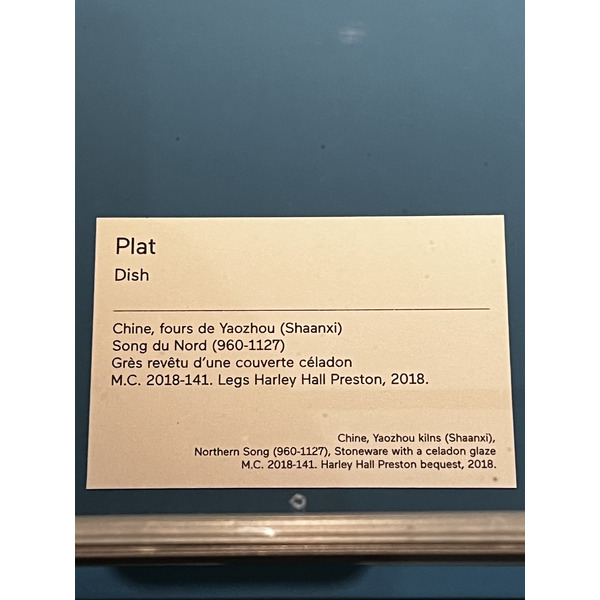 Plat
Dish
Chine, fours de Yaozhou (Shaanxi)
Song du Nord (960-1127)
Grès revêtu d'une couverte céladon
M.C. 2018-141. Legs Harley Hall Preston, 2018.
Chine, Yaozhou kilns (Shaanxi),
Northern Song (960-1127), Stoneware with a celadon glaze
M.C. 2018-141. Harley Hall Preston bequest, 2018.